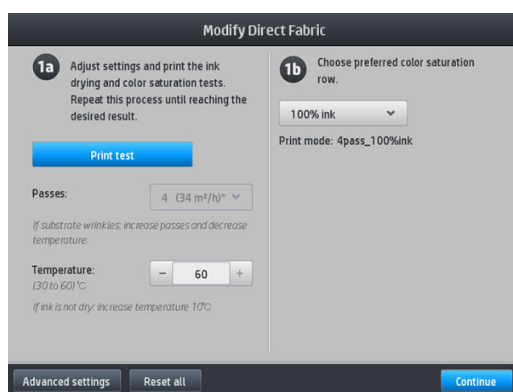 Modify Direct Fabric
1a
Adjust settings and print the ink
drying and color saturation tests.
Repeat this process until reaching the
desired result.
Print test
Passes:
4 (34 m²/h)*
If substrate wrinkles: increase passes and decrease
temperature.
Temperature:
(30 to 60)°C
− 60 +
If ink is not dry: increase temperature 10°C
1b
Choose preferred color saturation
row.
100% ink
Print mode: 4pass_100%ink
Advanced settings
Reset all
Continue